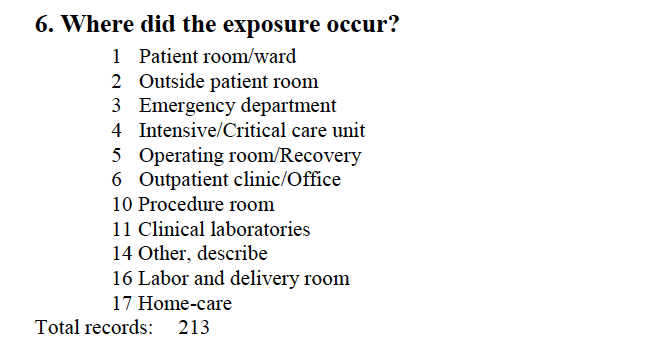 6. Where did the exposure occur?
1 Patient room/ward
2 Outside patient room
3 Emergency department
4 Intensive/Critical care unit
5 Operating room/Recovery
6 Outpatient clinic/Office
10 Procedure room
11 Clinical laboratories
14 Other, describe
16 Labor and delivery room
17 Home-care
Total records: 213